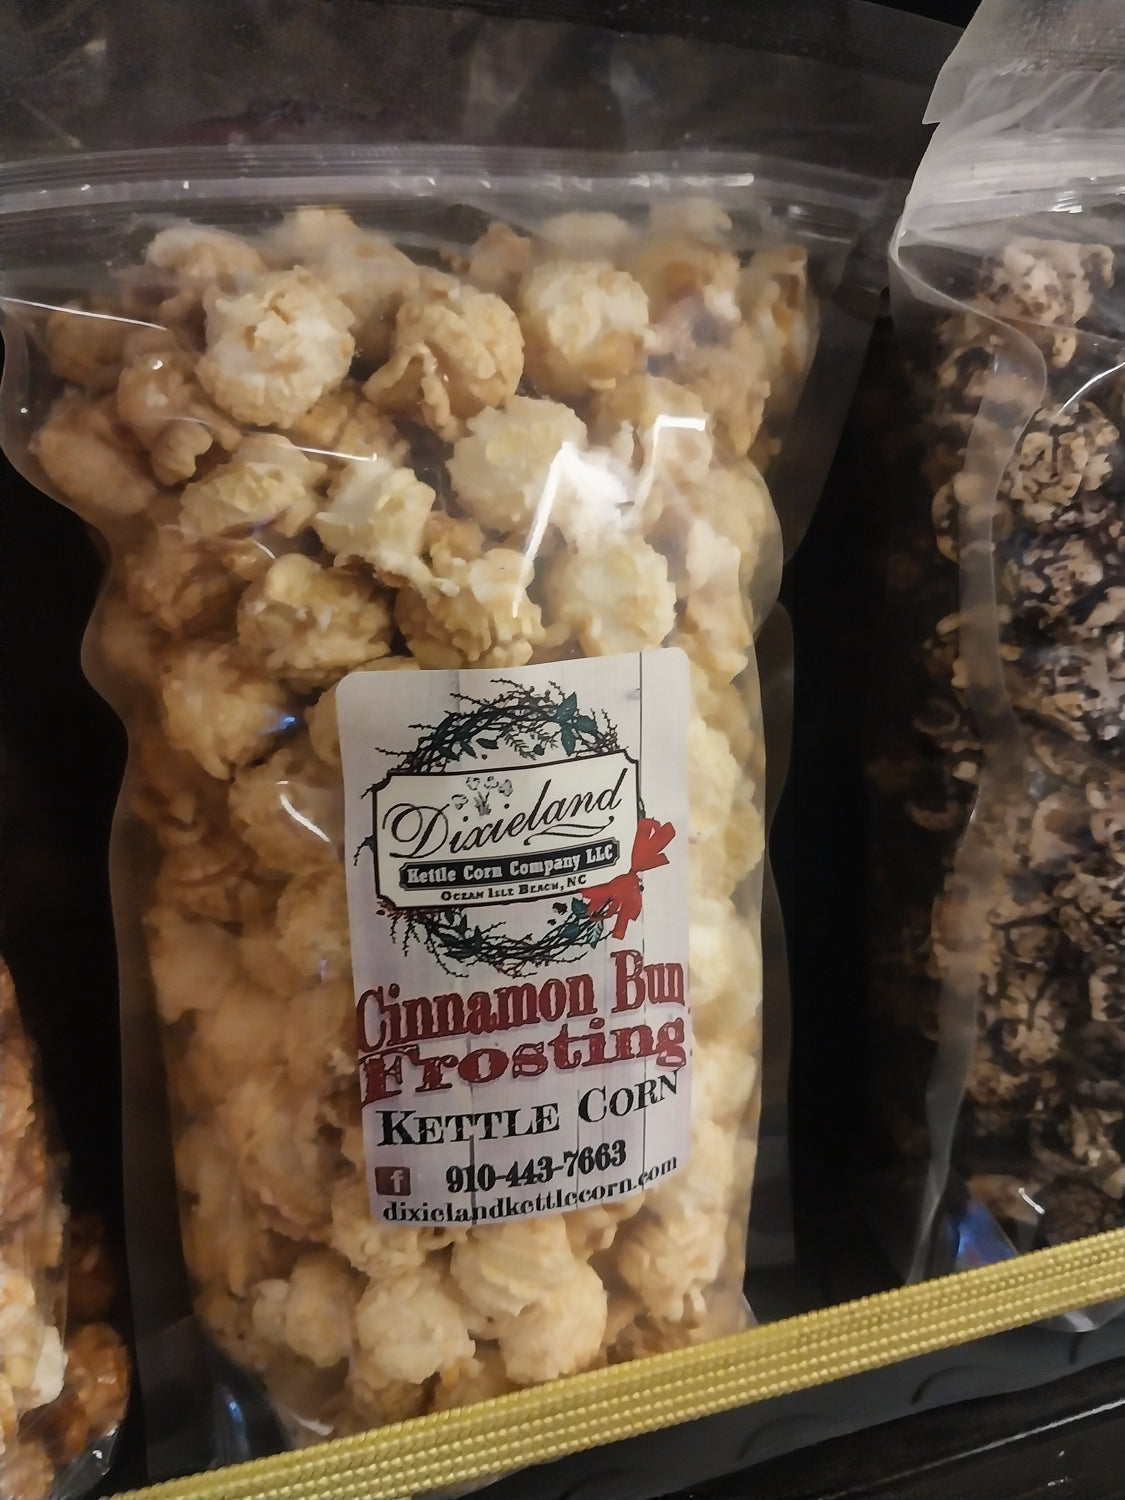 Dixieland
Kettle Corn Company LLC
Ocean Isle Beach, NC
Cinnamon Bun
Frosting
Kettle Corn
f 910-443-7663
dixielandkettlecorn.com